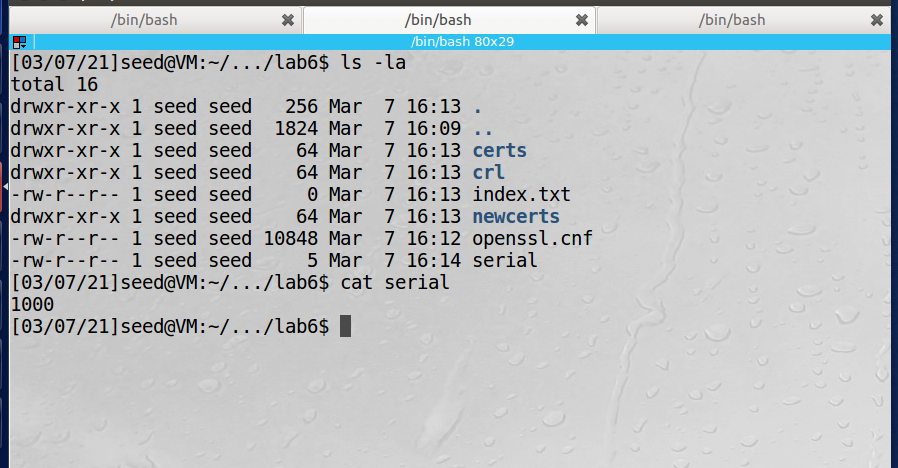 /bin/bash /bin/bash /bin/bash
/bin/bash 80x29
[03/07/21]seed@VM:~/.../lab6$ ls -la
total 16
drwxr-xr-x 1 seed seed   256 Mar  7 16:13 .
drwxr-xr-x 1 seed seed  1824 Mar  7 16:09 ..
drwxr-xr-x 1 seed seed    64 Mar  7 16:13 certs
drwxr-xr-x 1 seed seed    64 Mar  7 16:13 crl
-rw-r--r-- 1 seed seed     0 Mar  7 16:13 index.txt
drwxr-xr-x 1 seed seed    64 Mar  7 16:13 newcerts
-rw-r--r-- 1 seed seed 10848 Mar  7 16:12 openssl.cnf
-rw-r--r-- 1 seed seed     5 Mar  7 16:14 serial
[03/07/21]seed@VM:~/.../lab6$ cat serial
1000
[03/07/21]seed@VM:~/.../lab6$